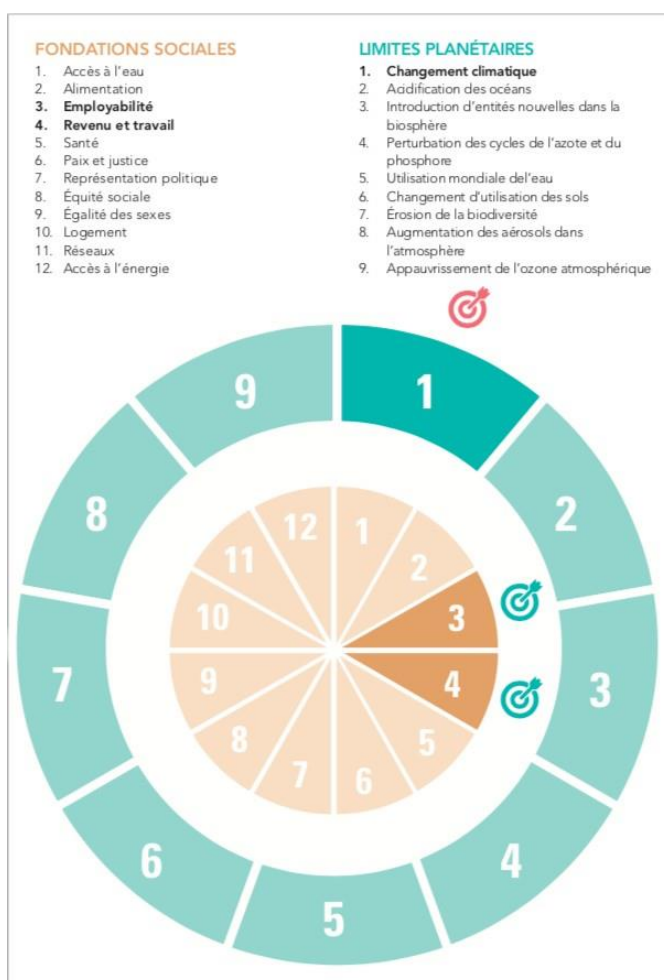 FONDATIONS SOCIALES
1. Accès à l'eau
2. Alimentation
3. Employabilité
4. Revenu et travail
5. Santé
6. Paix et justice
7. Représentation politique
8. Équité sociale
9. Égalité des sexes
10. Logement
11. Réseaux
12. Accès à l'énergie
LIMITES PLANÉTAIRES
1. Changement climatique
2. Acidification des océans
3. Introduction d'entités nouvelles dans la
biosphère
4. Perturbation des cycles de l'azote et du
phosphore
5. Utilisation mondiale del'eau
6. Changement d'utilisation des sols
7. Érosion de la biodiversité
8. Augmentation des aérosols dans
l'atmosphère
9. Appauvrissement de l'ozone atmosphérique
1
2
3
4
5
6
7
8
9
1
2
3
4
5
6
7
8
9
10
11
12